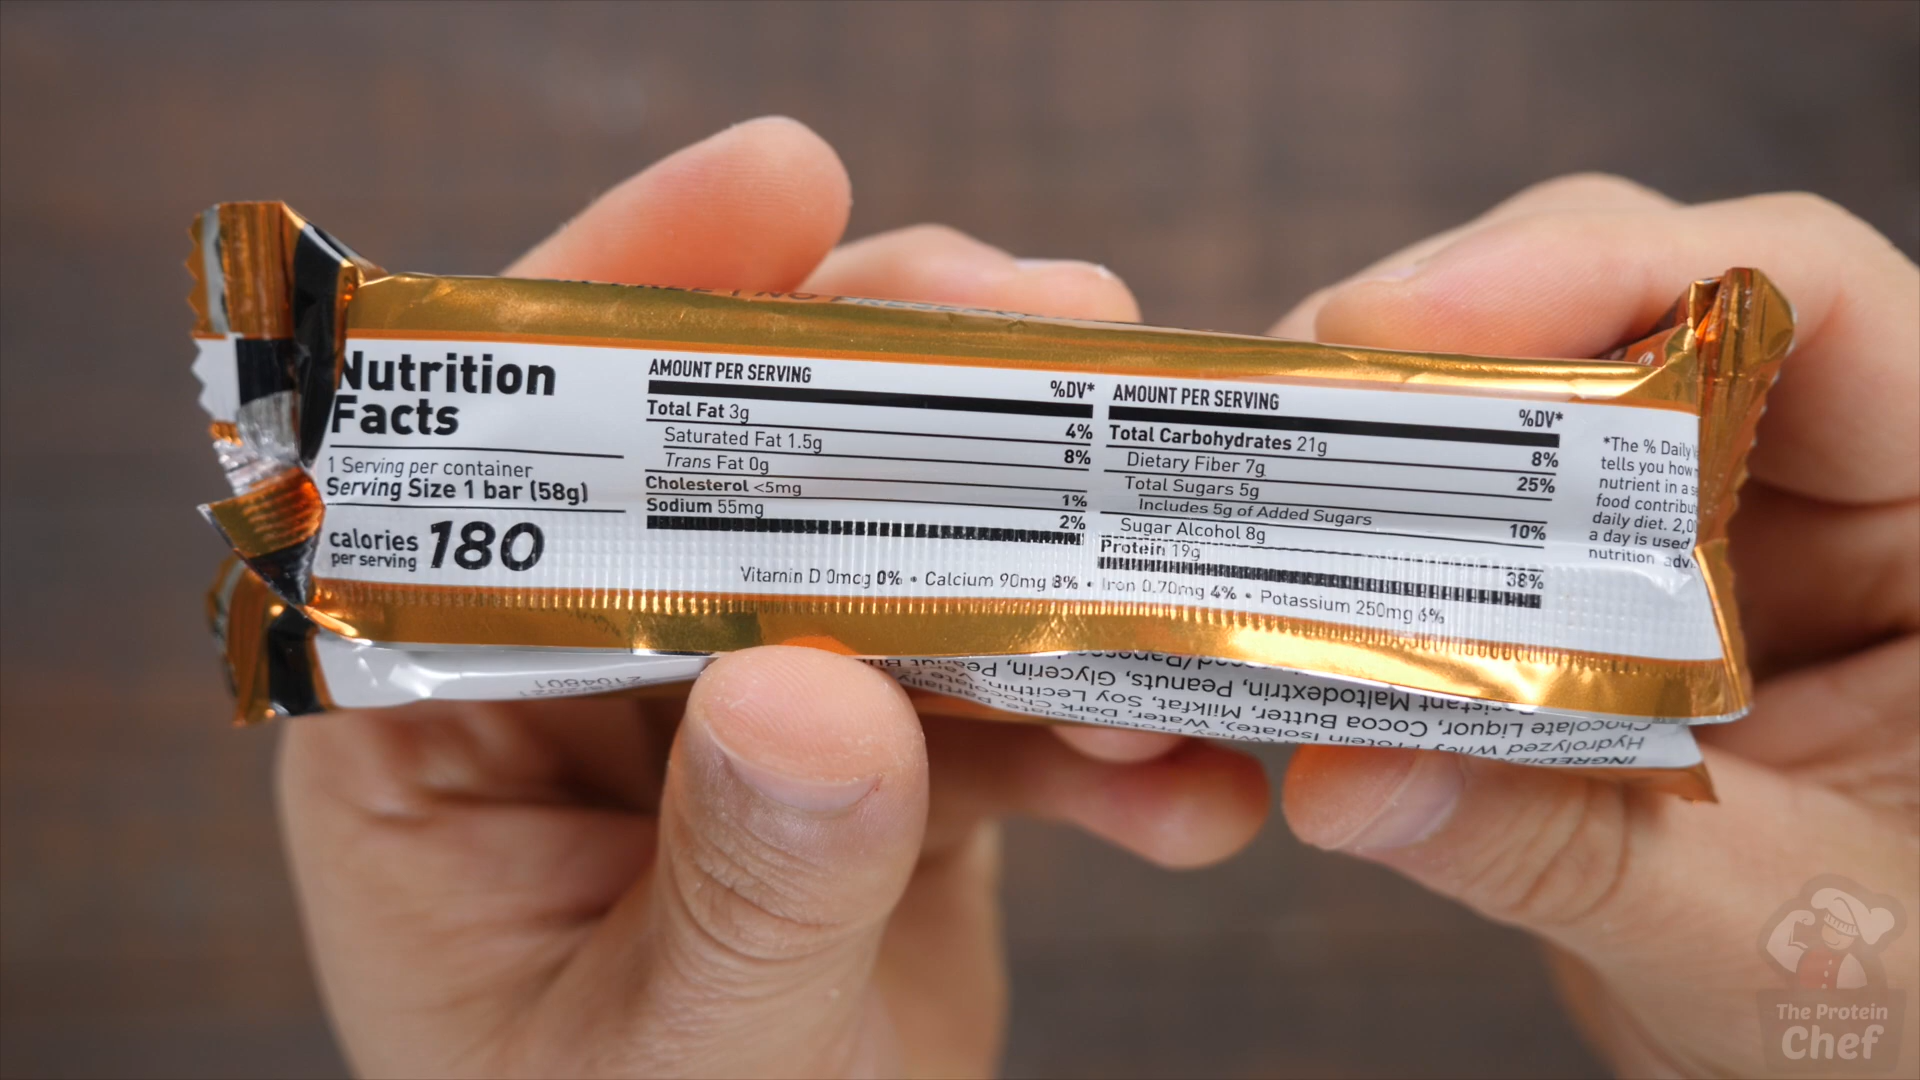 Nutrition
Facts
1 Serving per container
Serving Size 1 bar (58g)
calories
per serving 180
AMOUNT PER SERVING
%DV*
Total Fat 3g 4%
Saturated Fat 1.5g 8%
Trans Fat 0g
Cholesterol <5mg 1%
Sodium 55mg 2%
AMOUNT PER SERVING
%DV*
Total Carbohydrates 21g 8%
Dietary Fiber 7g 25%
Total Sugars 5g
Includes 5g of Added Sugars 10%
Sugar Alcohol 8g
Protein 19g 38%
Vitamin D 0mcg 0% • Calcium 90mg 8% • Iron 0.70mg 4% • Potassium 250mg 6%
*The % Daily
tells you how
nutrient in a
food
daily diet.
a day is used
nutrition
Hydrolyzed Whey Protein Isolate), Water, Dark
Chocolate Liquor, Cocoa Butter, Milkfat, Soy Lecithin,
Maltodextrin, Peanuts, Glycerin,
The Protein
Chef